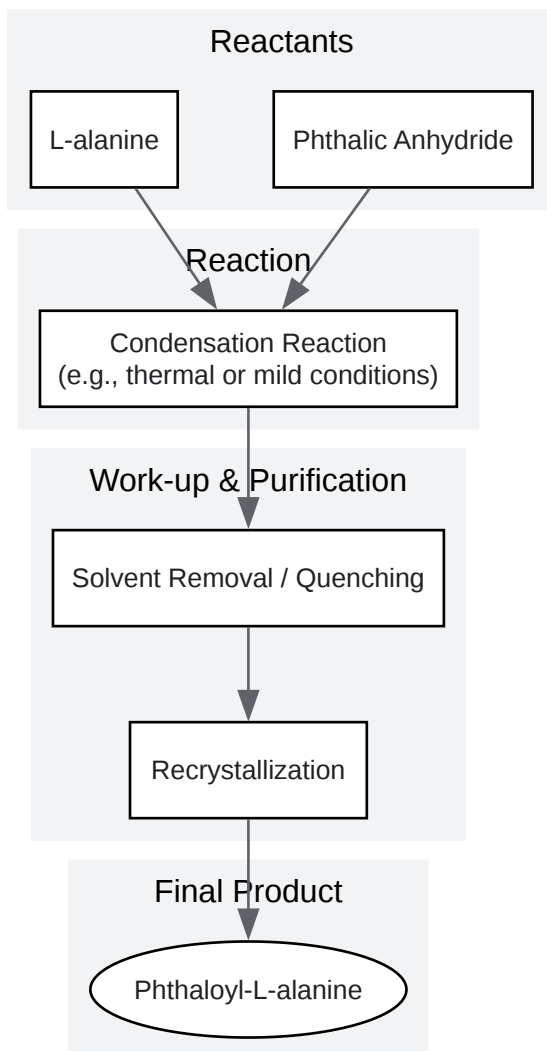 Reactants
L-alanine
Phthalic Anhydride
Reaction
Condensation Reaction
(e.g., thermal or mild conditions)
Work-up & Purification
Solvent Removal / Quenching
Recrystallization
Final Product
Phthaloyl-L-alanine